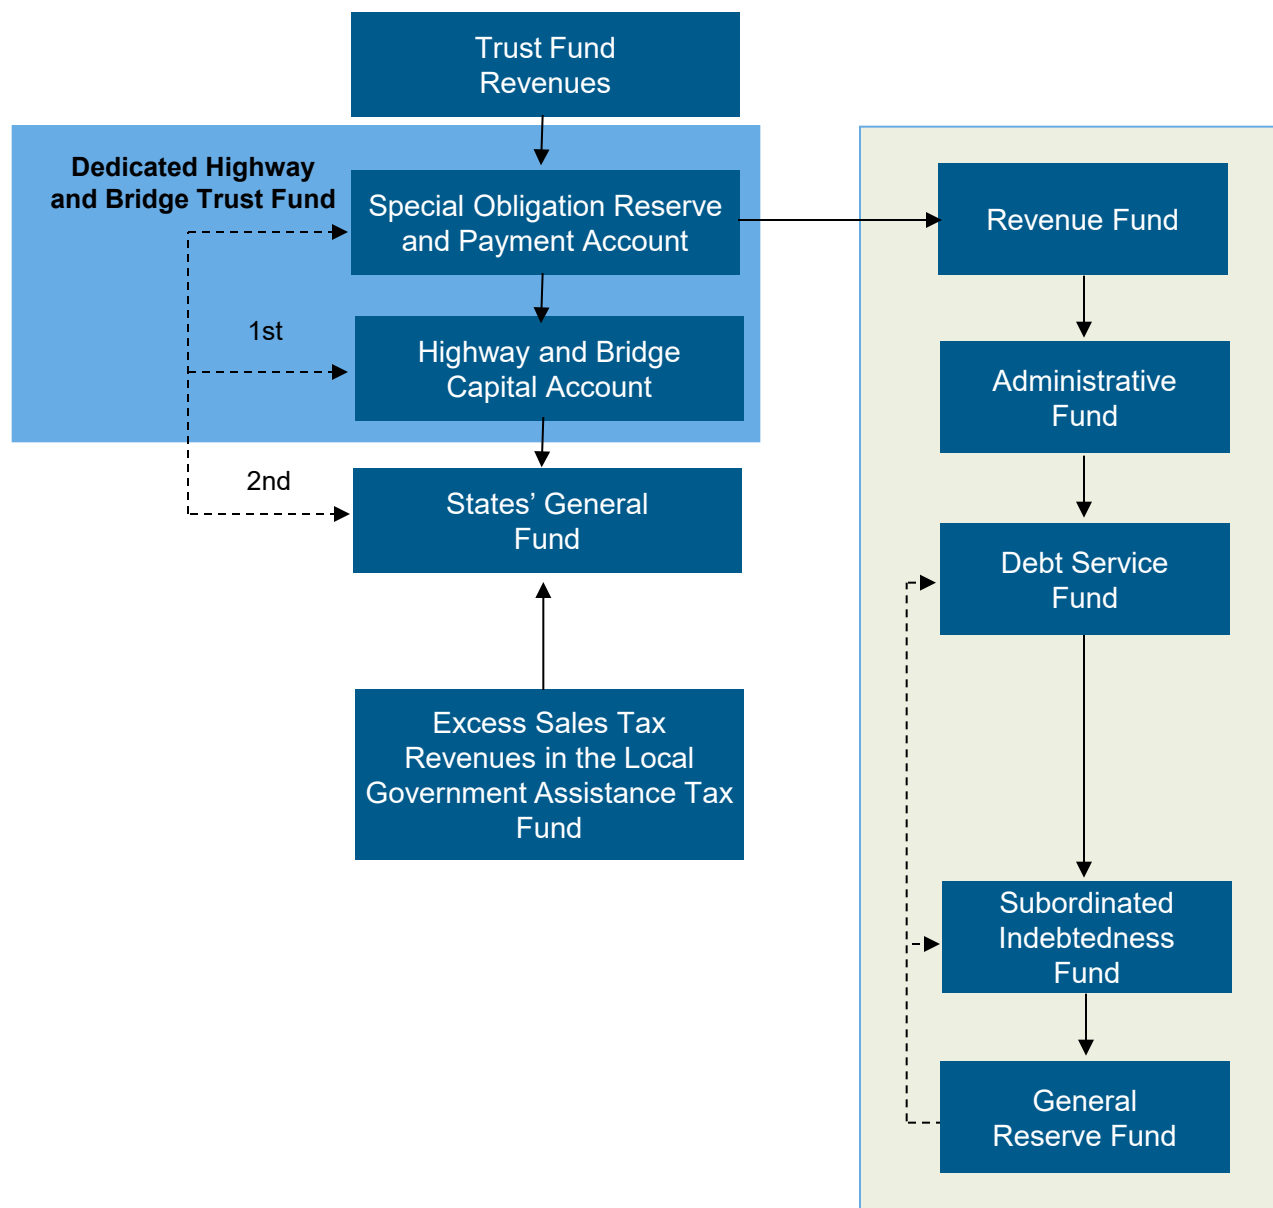 Trust Fund
Revenues
Dedicated Highway
and Bridge Trust Fund
Special Obligation Reserve
and Payment Account
1st
Highway and Bridge
Capital Account
2nd
States’ General
Fund
Excess Sales Tax
Revenues in the Local
Government Assistance Tax
Fund
Revenue Fund
Administrative
Fund
Debt Service
Fund
Subordinated
Indebtedness
Fund
General
Reserve Fund